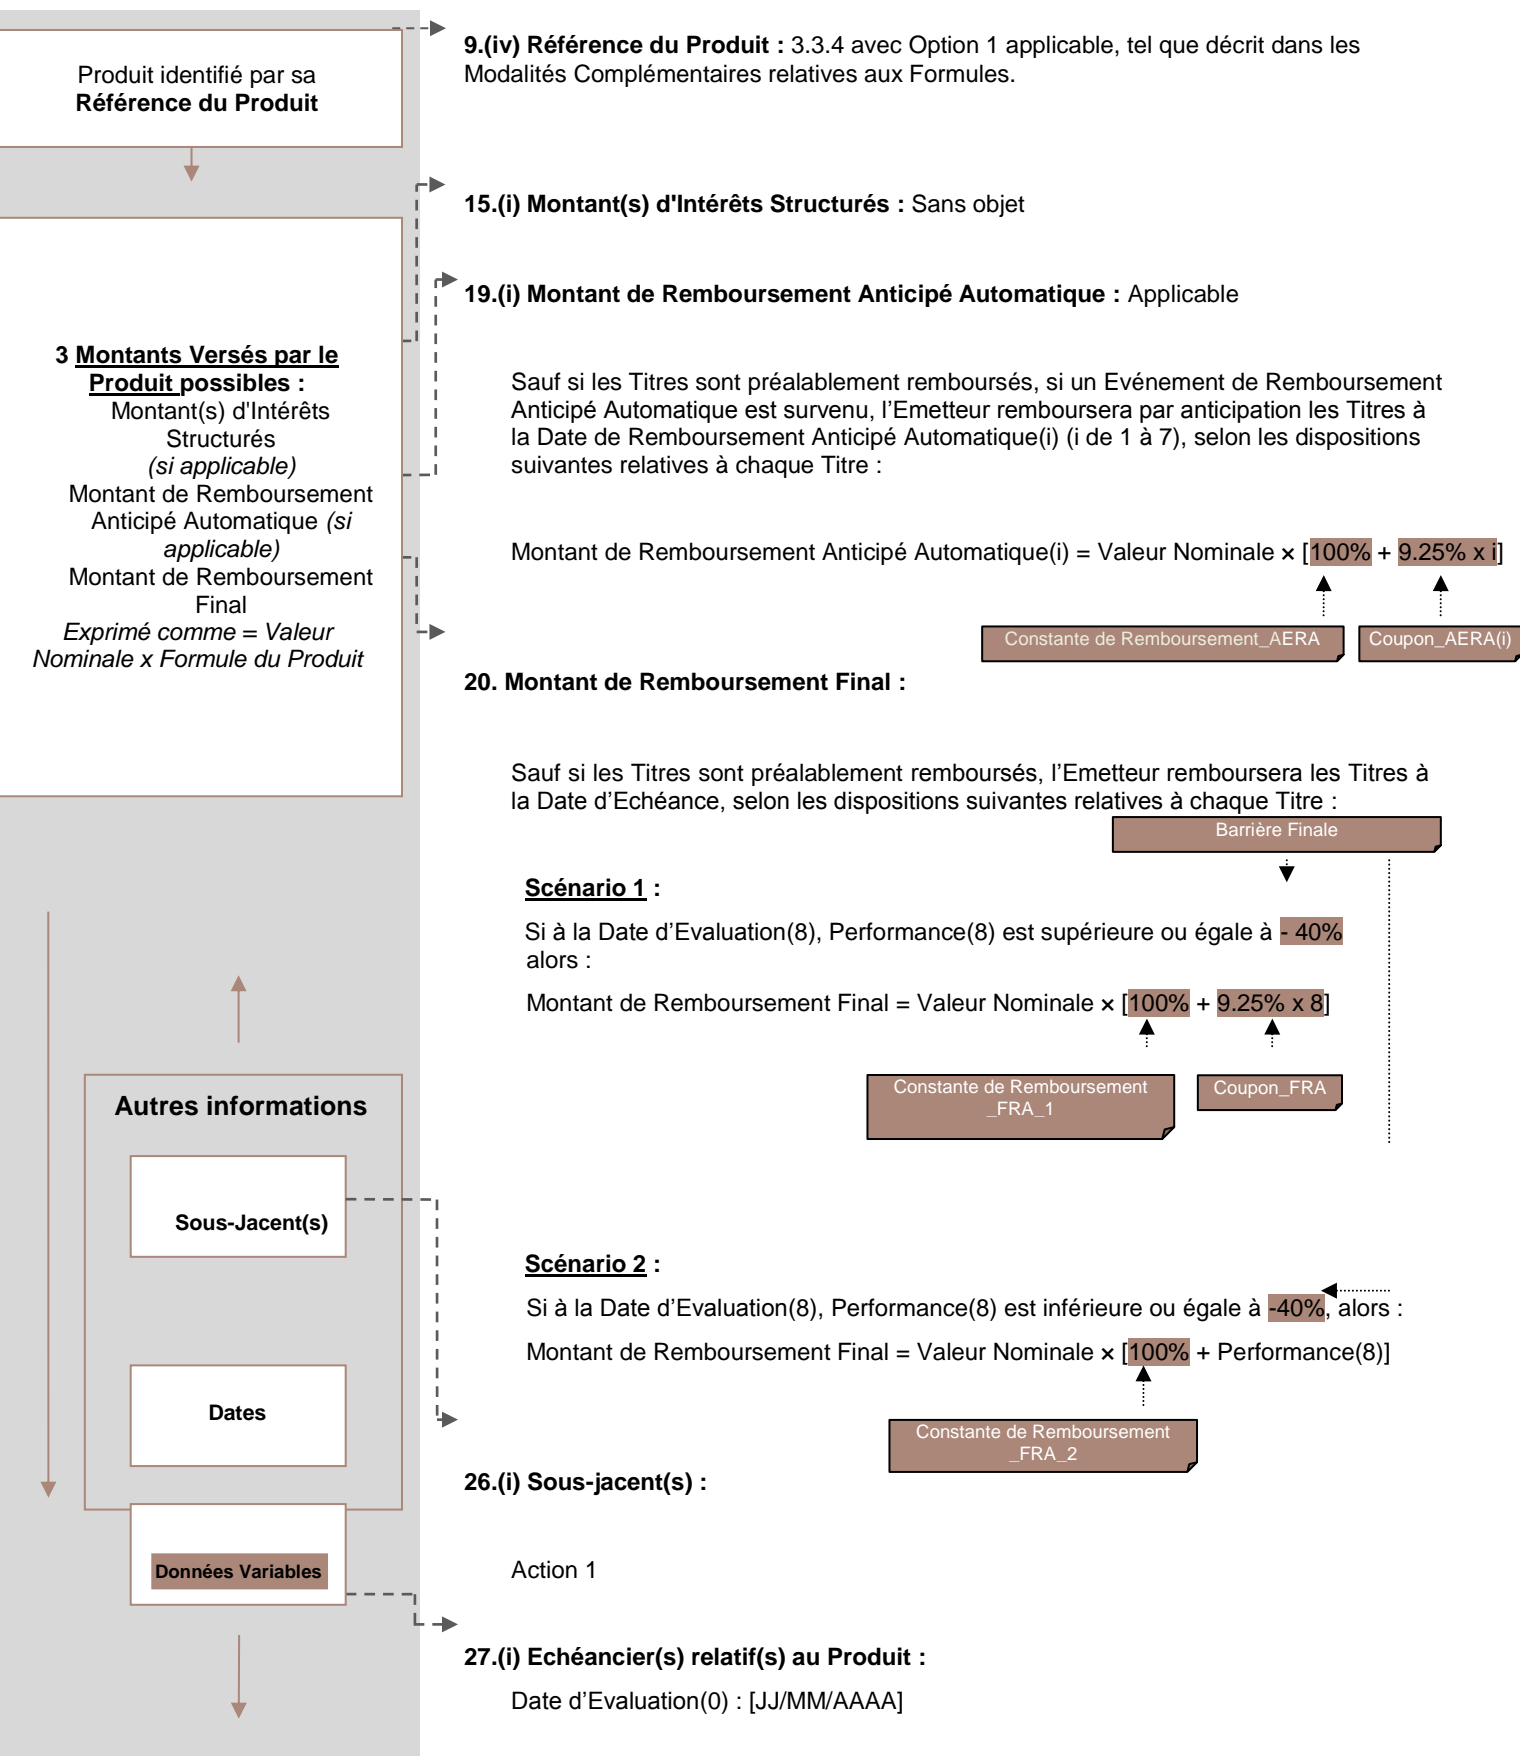 Produit identifié par sa
Référence du Produit
3 Montants Versés par le
Produit possibles :
Montant(s) d'Intérêts
Structurés
(si applicable)
Montant de Remboursement
Anticipé Automatique (si
applicable)
Montant de Remboursement
Final
Exprimé comme = Valeur
Nominale x Formule du Produit
Autres informations
Sous-Jacent(s)
Dates
Données Variables
9.(iv) Référence du Produit : 3.3.4 avec Option 1 applicable, tel que décrit dans les
Modalités Complémentaires relatives aux Formules.
15.(i) Montant(s) d'Intérêts Structurés : Sans objet
19.(i) Montant de Remboursement Anticipé Automatique : Applicable
Sauf si les Titres sont préalablement remboursés, si un Evénement de Remboursement
Anticipé Automatique est survenu, l’Emetteur remboursera par anticipation les Titres à
la Date de Remboursement Anticipé Automatique(i) (i de 1 à 7), selon les dispositions
suivantes relatives à chaque Titre :
Montant de Remboursement Anticipé Automatique(i) = Valeur Nominale × [100% + 9.25% x i]
Constante de Remboursement_AERA
Coupon_AERA(i)
20. Montant de Remboursement Final :
Sauf si les Titres sont préalablement remboursés, l’Emetteur remboursera les Titres à
la Date d’Echéance, selon les dispositions suivantes relatives à chaque Titre :
Barrière Finale
Scénario 1 :
Si à la Date d’Evaluation(8), Performance(8) est supérieure ou égale à - 40%
alors :
Montant de Remboursement Final = Valeur Nominale × [100% + 9.25% x 8]
Constante de Remboursement
_FRA_1
Coupon_FRA
Scénario 2 :
Si à la Date d’Evaluation(8), Performance(8) est inférieure ou égale à -40%, alors :
Montant de Remboursement Final = Valeur Nominale × [100% + Performance(8)]
Constante de Remboursement
_FRA_2
26.(i) Sous-jacent(s) :
Action 1
27.(i) Echéancier(s) relatif(s) au Produit :
Date d’Evaluation(0) : [JJ/MM/AAAA]